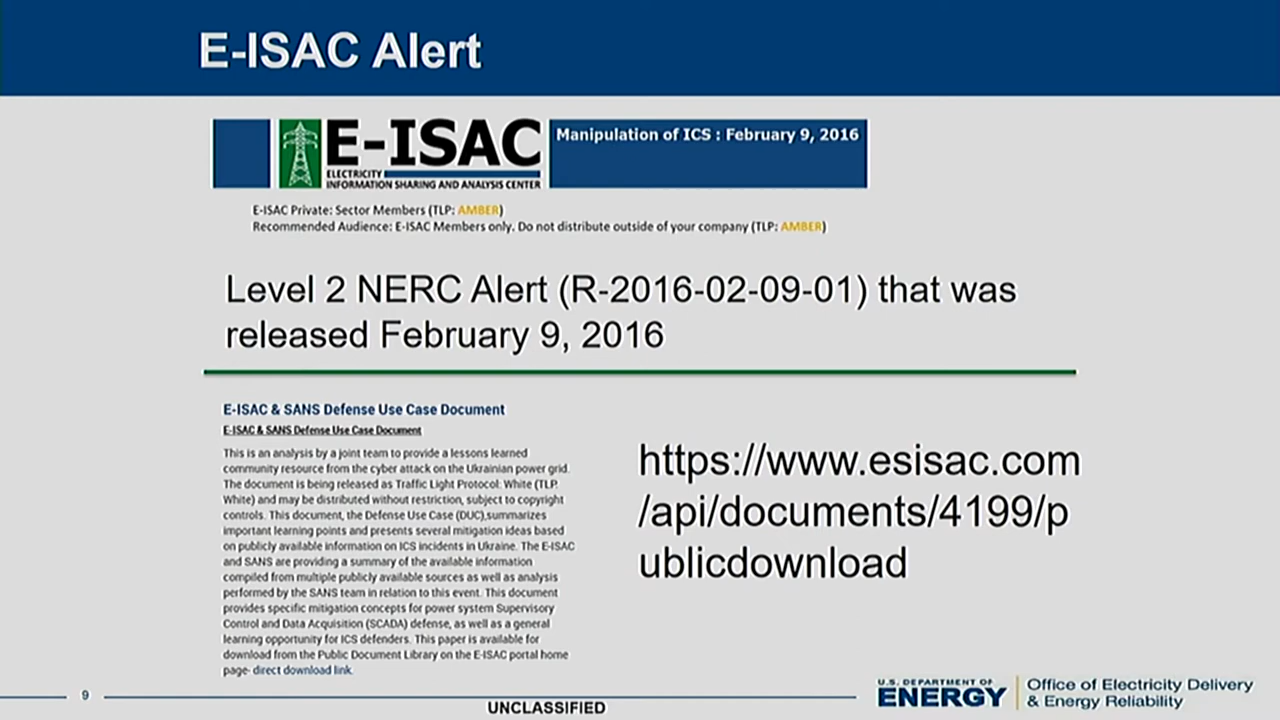 E-ISAC Alert
E-ISAC
ELECTRICITY
INFORMATION SHARING AND ANALYSIS CENTER
Manipulation of ICS : February 9, 2016
E-ISAC Private: Sector Members (TLP: AMBER)
Recommended Audience: E-ISAC Members only. Do not distribute outside of your company (TLP: AMBER)
Level 2 NERC Alert (R-2016-02-09-01) that was
released February 9, 2016
E-ISAC & SANS Defense Use Case Document
E-ISAC & SANS Defense Use Case Document
This is an analysis by a joint team to provide a lessons learned
community resource from the cyber attack on the Ukrainian power grid.
The document is being released as Traffic Light Protocol: White (TLP:
White) and may be distributed without restriction, subject to copyright
controls. This document, the Defense Use Case (DUC),summarizes
important learning points and presents several mitigation ideas based
on publicly available information on ICS incidents in Ukraine. The E-ISAC
and SANS are providing a summary of the available information
compiled from multiple publicly available sources as well as analysis
performed by the SANS team in relation to this event. This document
provides specific mitigation concepts for power system Supervisory
Control and Data Acquisition (SCADA) defense, as well as a general
learning opportunity for ICS defenders. This paper is available for
download from the Public Document Library on the E-ISAC portal home
page- direct download link.
https://www.esisac.com
/api/documents/4199/p
ublicdownload
9
UNCLASSIFIED
U.S. DEPARTMENT OF
ENERGY
Office of Electricity Delivery
& Energy Reliability